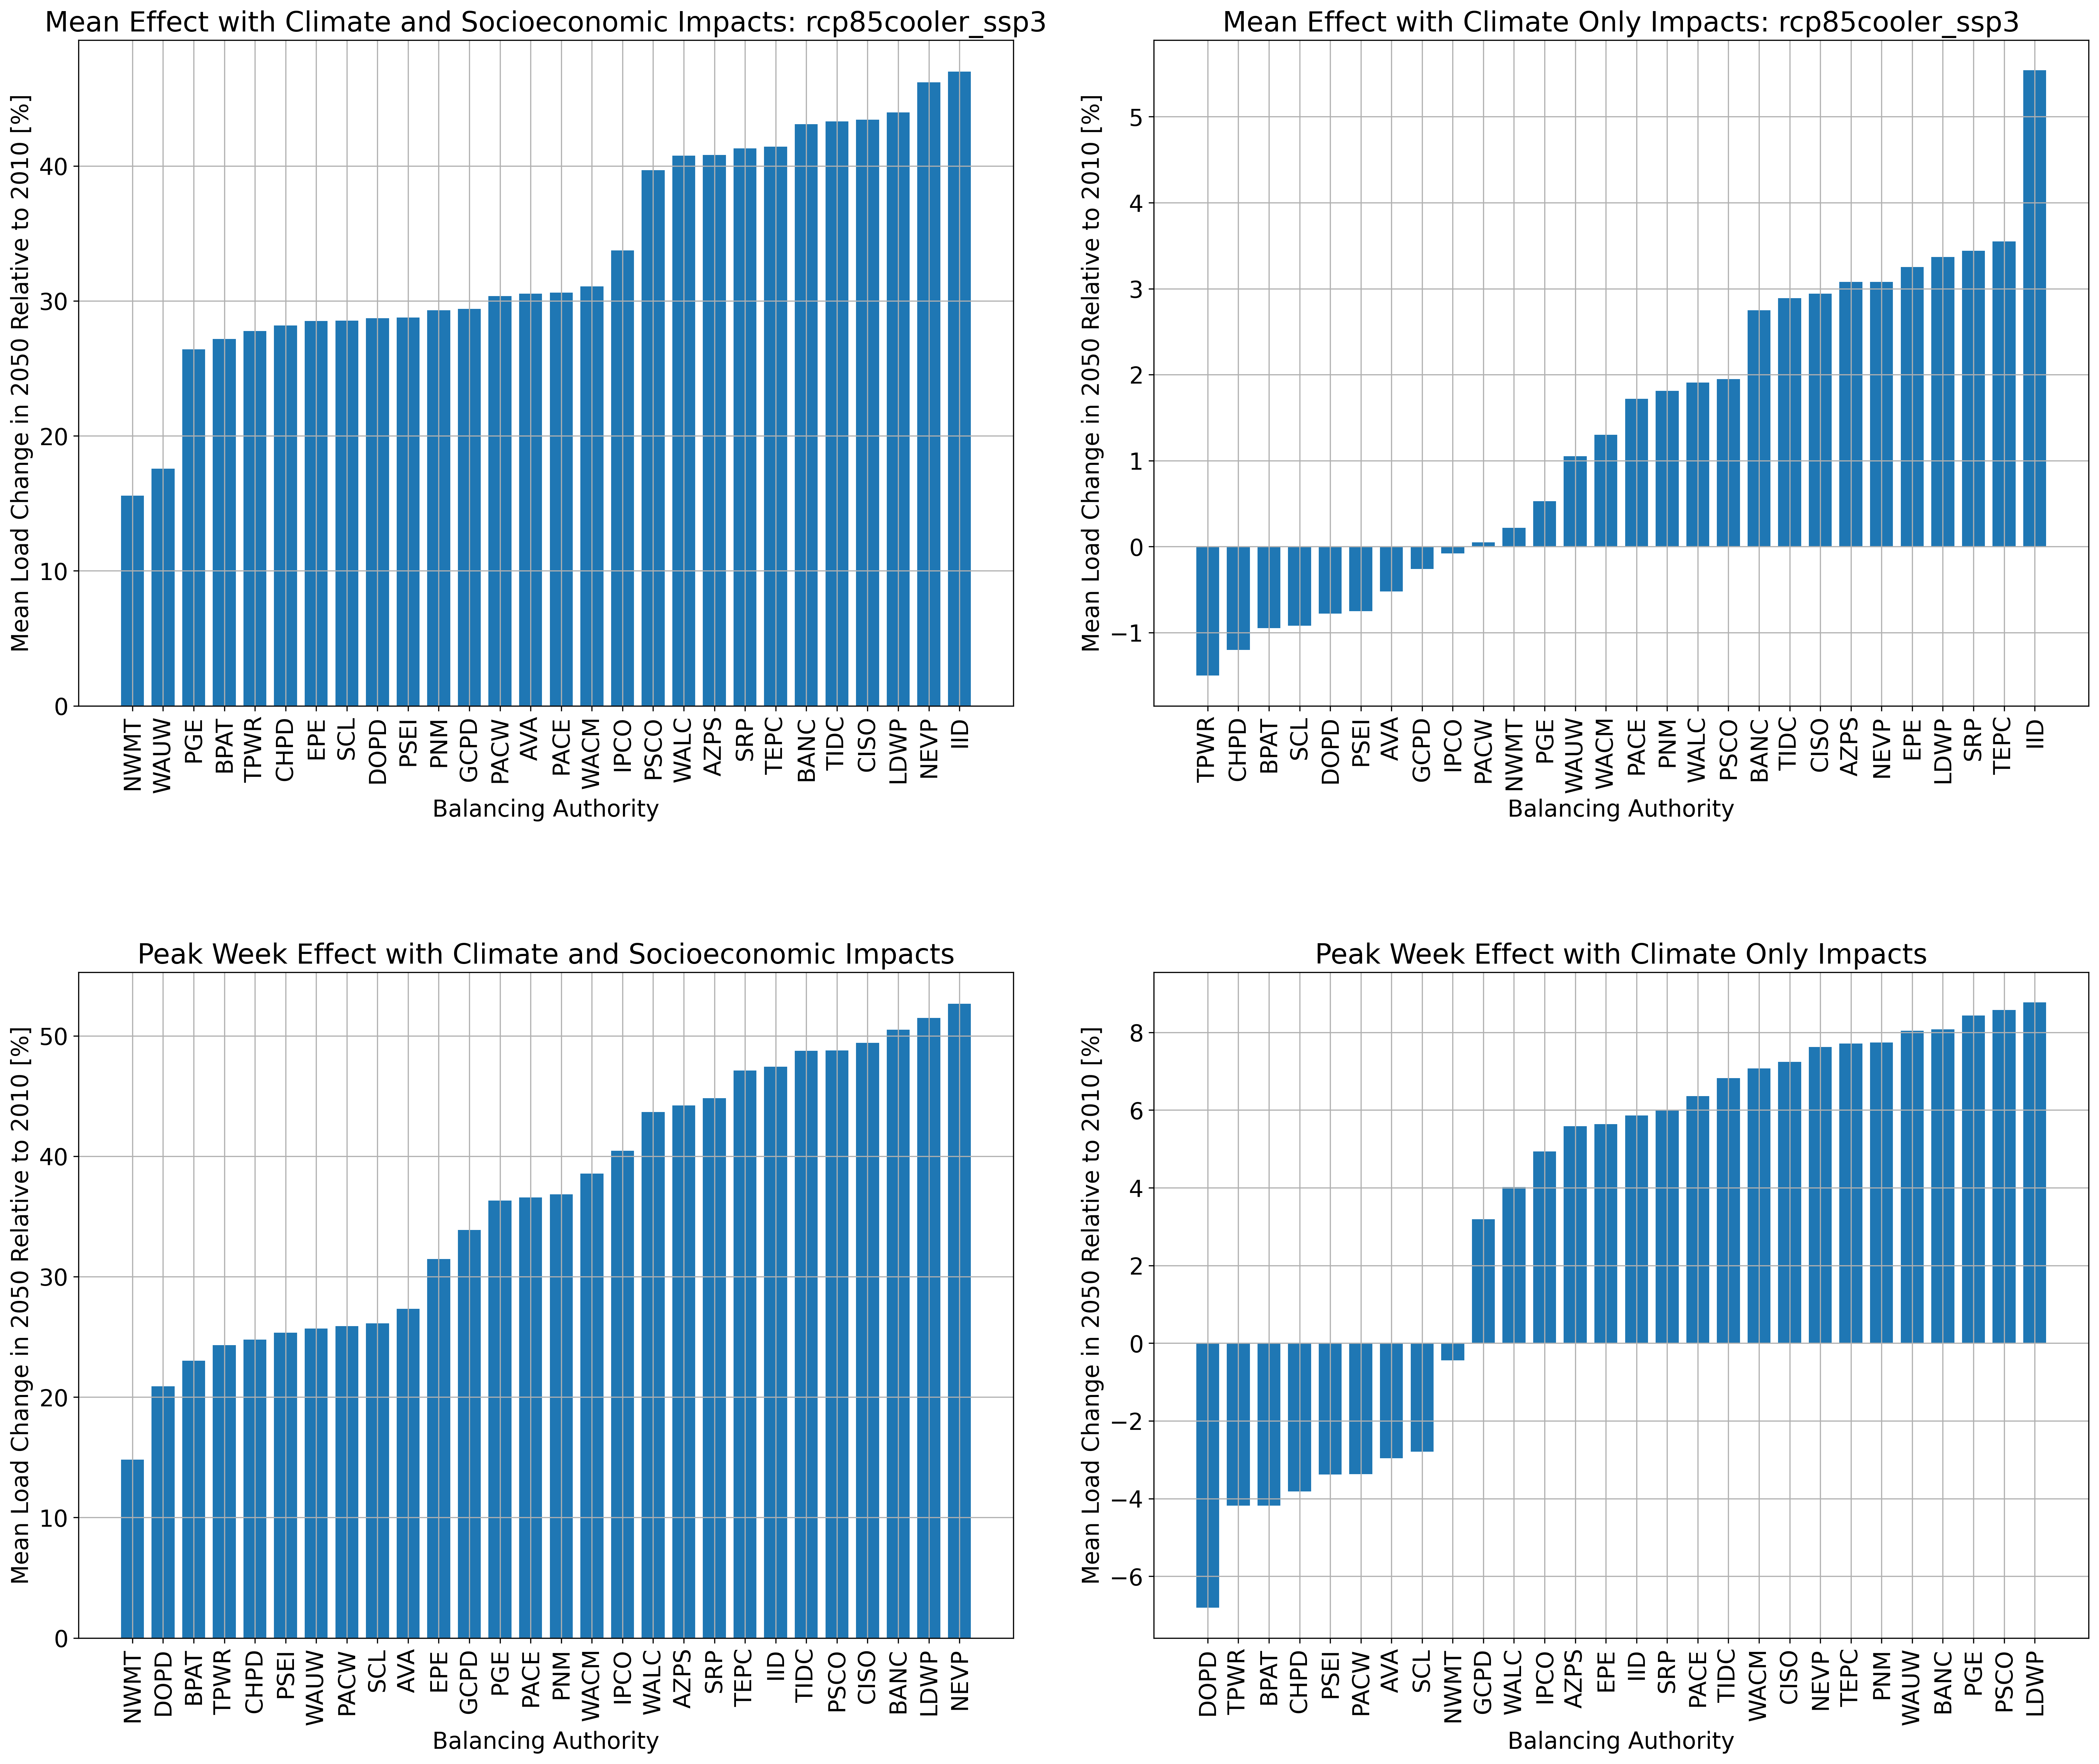 Mean Effect with Climate and Socioeconomic Impacts: rcp85cooler_ssp3
Mean Load Change in 2050 Relative to 2010 [%]
40
30
20
10
0
NWMT WAUW PGE BPAT TPWR CHPD EPE SCL DOPD PSEI PNM GCPD PACW AVA PACE WACM IPCO PSCO WALC AZPS SRP TEPC BANC TIDC CISO LDWP NEVP IID
Balancing Authority
Mean Effect with Climate Only Impacts: rcp85cooler_ssp3
Mean Load Change in 2050 Relative to 2010 [%]
5
4
3
2
1
0
−1
TPWR CHPD BPAT SCL DOPD PSEI AVA GCPD IPCO PACW NWMT PGE WAUW WACM PACE PNM WALC PSCO BANC TIDC CISO AZPS NEVP EPE LDWP SRP TEPC IID
Balancing Authority
Peak Week Effect with Climate and Socioeconomic Impacts
Mean Load Change in 2050 Relative to 2010 [%]
50
40
30
20
10
0
NWMT DOPD BPAT TPWR CHPD PSEI WAUW PACW SCL AVA EPE GCPD PGE PACE PNM WACM IPCO WALC AZPS SRP TEPC IID TIDC PSCO CISO BANC LDWP NEVP
Balancing Authority
Peak Week Effect with Climate Only Impacts
Mean Load Change in 2050 Relative to 2010 [%]
8
6
4
2
0
−2
−4
−6
DOPD TPWR BPAT CHPD PSEI PACW AVA SCL NWMT GCPD WALC IPCO AZPS EPE IID SRP PACE TIDC WACM CISO NEVP TEPC PNM WAUW BANC PGE PSCO LDWP
Balancing Authority